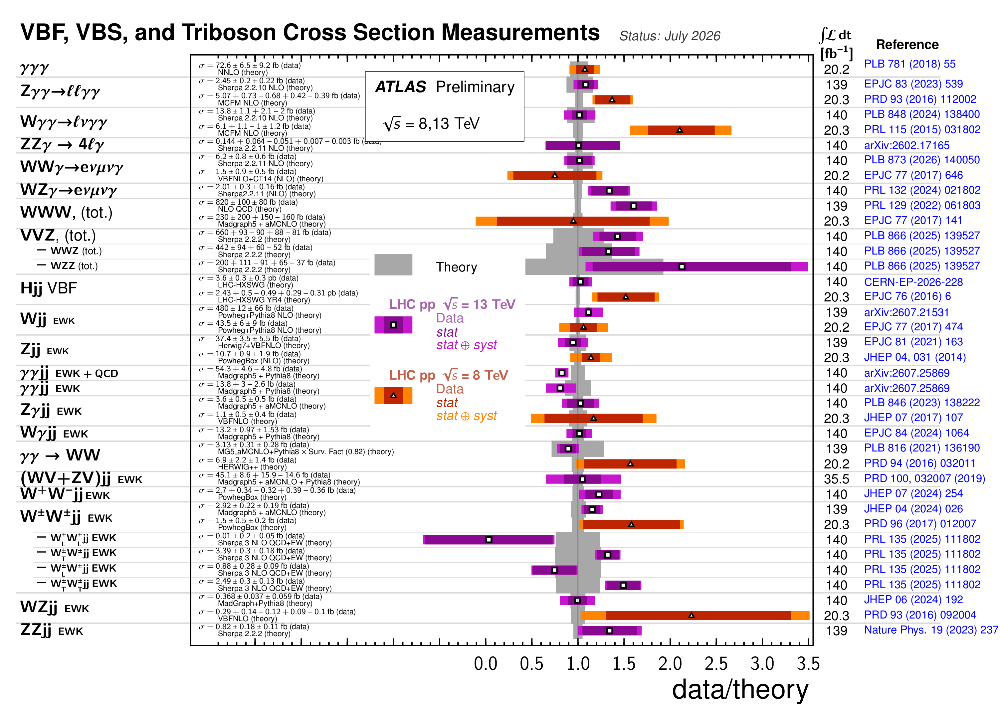 VBF, VBS, and Triboson Cross Section Measurements Status: July 2026
∫ℒ dt [fb⁻¹] Reference
γγγ σ = 72.6 ± 6.5 ± 9.2 fb (data) 20.2 PLB 781 (2018) 55
NNLO (theory)
Zγγ→ℓℓγγ σ = 2.45 ± 0.2 ± 0.22 fb (data) 139 EPJC 83 (2023) 539
Sherpa 2.2.10 NLO (theory)
σ = 5.07 + 0.73 – 0.68 + 0.42 – 0.39 fb (data) 20.3 PRD 93 (2016) 112002
MCFM NLO (theory)
Wγγ→ℓνγγ σ = 13.8 ± 1.1 + 2.1 – 2 fb (data) 140 PLB 848 (2024) 138400
Sherpa 2.2.10 NLO (theory)
σ = 6.1 + 1.1 – 1 ± 1.2 fb (data) 20.3 PRL 115 (2015) 031802
MCFM NLO (theory)
ZZγ → 4ℓγ σ = 0.144 + 0.064 – 0.051 + 0.007 – 0.003 fb (data) 140 arXiv:2602.17165
Sherpa 2.2.11 NLO (theory)
WWγ→eνμνγ σ = 6.2 ± 0.8 ± 0.6 fb (data) 140 PLB 873 (2026) 140050
Sherpa 2.2.11 NLO (theory)
σ = 1.5 ± 0.9 ± 0.5 fb (data) 20.2 EPJC 77 (2017) 646
VBFNLO+CT14 (NLO) (theory)
WZγ→eνμνγ σ = 2.01 ± 0.3 ± 0.16 fb (data) 140 PRL 132 (2024) 021802
Sherpa2.2.11 (NLO) (theory)
WWW, (tot.) σ = 820 ± 100 ± 80 fb (data) 139 PRL 129 (2022) 061803
NLO QCD (theory)
σ = 230 ± 200 + 150 – 160 fb (data) 20.3 EPJC 77 (2017) 141
Madgraph5 + aMCNLO (theory)
VVZ, (tot.) σ = 660 + 93 – 90 + 88 – 81 fb (data) 140 PLB 866 (2025) 139527
Sherpa 2.2.2 (theory)
— WWZ (tot.) σ = 442 ± 94 + 60 – 52 fb (data) 140 PLB 866 (2025) 139527
Sherpa 2.2.2 (theory)
— WZZ (tot.) σ = 200 + 111 – 91 + 65 – 37 fb (data) 140 PLB 866 (2025) 139527
Sherpa 2.2.2 (theory)
Hjj VBF σ = 3.6 ± 0.3 ± 0.3 pb (data) 140 CERN-EP-2026-228
LHC-HXSWG (theory)
σ = 2.43 + 0.5 – 0.49 + 0.29 – 0.31 pb (data) 20.3 EPJC 76 (2016) 6
LHC-HXSWG YR4 (theory)
Wjj EWK σ = 480 ± 12 ± 66 fb (data) 139 arXiv:2607.21531
Powheg+Pythia8 NLO (theory)
σ = 43.5 ± 6 ± 9 fb (data) 20.2 EPJC 77 (2017) 474
Powheg+Pythia8 NLO (theory)
Zjj EWK σ = 37.4 ± 3.5 ± 5.5 fb (data) 139 EPJC 81 (2021) 163
Herwig7+VBFNLO (theory)
σ = 10.7 ± 0.9 ± 1.9 fb (data) 20.3 JHEP 04, 031 (2014)
PowhegBox (NLO) (theory)
γγjj EWK + QCD σ = 54.3 + 4.6 – 4.8 fb (data) 140 arXiv:2607.25869
Madgraph5 + Pythia8 (theory)
γγjj EWK σ = 13.8 + 3 – 2.6 fb (data) 140 arXiv:2607.25869
Madgraph5 + Pythia8 (theory)
Zγjj EWK σ = 3.6 ± 0.5 ± 0.5 fb (data) 140 PLB 846 (2023) 138222
Madgraph5 + aMCNLO (theory)
σ = 1.1 ± 0.5 ± 0.4 fb (data) 20.3 JHEP 07 (2017) 107
VBFNLO (theory)
Wγjj EWK σ = 13.2 ± 0.97 ± 1.53 fb (data) 140 EPJC 84 (2024) 1064
Madgraph5 + Pythia8 (theory)
γγ → WW σ = 3.13 ± 0.31 ± 0.28 fb (data) 139 PLB 816 (2021) 136190
MG5_aMCNLO+Pythia8 × Surv. Fact (0.82) (theory)
σ = 6.9 ± 2.2 ± 1.4 fb (data) 20.2 PRD 94 (2016) 032011
HERWIG++ (theory)
(WV+ZV)jj EWK σ = 45.1 ± 8.6 + 15.9 – 14.6 fb (data) 35.5 PRD 100, 032007 (2019)
Madgraph5 + aMCNLO + Pythia8 (theory)
W⁺W⁻jj EWK σ = 2.7 + 0.34 – 0.32 + 0.39 – 0.36 fb (data) 140 JHEP 07 (2024) 254
PowhegBox (theory)
W±W±jj EWK σ = 2.92 ± 0.22 ± 0.19 fb (data) 139 JHEP 04 (2024) 026
Madgraph5 + aMCNLO (theory)
σ = 1.5 ± 0.5 ± 0.2 fb (data) 20.3 PRD 96 (2017) 012007
PowhegBox (theory)
— W±LW±Ljj EWK σ = 0.01 ± 0.2 ± 0.05 fb (data) 140 PRL 135 (2025) 111802
Sherpa 3 NLO QCD+EW (theory)
— W±TW±jj EWK σ = 3.39 ± 0.3 ± 0.18 fb (data) 140 PRL 135 (2025) 111802
Sherpa 3 NLO QCD+EW (theory)
— W±LW±jj EWK σ = 0.88 ± 0.28 ± 0.09 fb (data) 140 PRL 135 (2025) 111802
Sherpa 3 NLO QCD+EW (theory)
— W±TW±Tjj EWK σ = 2.49 ± 0.3 ± 0.13 fb (data) 140 PRL 135 (2025) 111802
Sherpa 3 NLO QCD+EW (theory)
WZjj EWK σ = 0.368 ± 0.037 ± 0.059 fb (data) 140 JHEP 06 (2024) 192
MadGraph+Pythia8 (theory)
σ = 0.29 + 0.14 – 0.12 + 0.09 – 0.1 fb (data) 20.3 PRD 93 (2016) 092004
VBFNLO (theory)
ZZjj EWK σ = 0.82 ± 0.18 ± 0.11 fb (data) 139 Nature Phys. 19 (2023) 237
Sherpa 2.2.2 (theory)
ATLAS Preliminary
√s = 8,13 TeV
Theory
LHC pp √s = 13 TeV
Data
stat
stat ⊕ syst
LHC pp √s = 8 TeV
Data
stat
stat ⊕ syst
0.0 0.5 1.0 1.5 2.0 2.5 3.0 3.5
data/theory